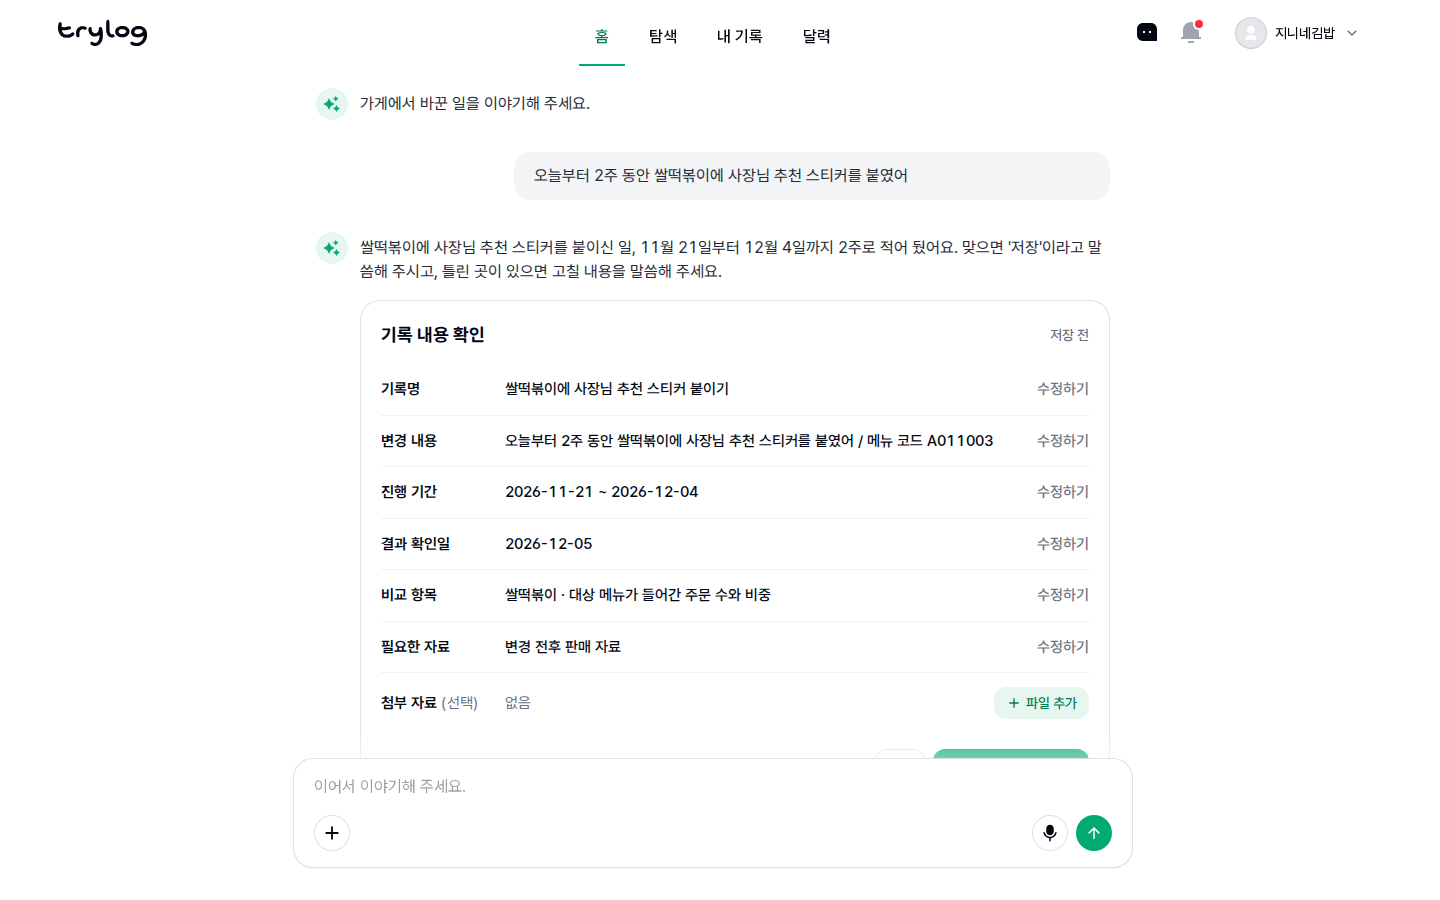 trylog
홈
탐색
내 기록
달력
지니네김밥
가게에서 바꾼 일을 이야기해 주세요.
오늘부터 2주 동안 쌀떡볶이에 사장님 추천 스티커를 붙였어
쌀떡볶이에 사장님 추천 스티커를 붙이신 일, 11월 21일부터 12월 4일까지 2주로 적어 뒀어요. 맞으면 '저장'이라고 말
씀해 주시고, 틀린 곳이 있으면 고칠 내용을 말씀해 주세요.
기록 내용 확인
저장 전
기록명
쌀떡볶이에 사장님 추천 스티커 붙이기
수정하기
변경 내용
오늘부터 2주 동안 쌀떡볶이에 사장님 추천 스티커를 붙였어 / 메뉴 코드 A011003
수정하기
진행 기간
2026-11-21 ~ 2026-12-04
수정하기
결과 확인일
2026-12-05
수정하기
비교 항목
쌀떡볶이 · 대상 메뉴가 들어간 주문 수와 비중
수정하기
필요한 자료
변경 전후 판매 자료
수정하기
첨부 자료 (선택)
없음
+ 파일 추가
이어서 이야기해 주세요.